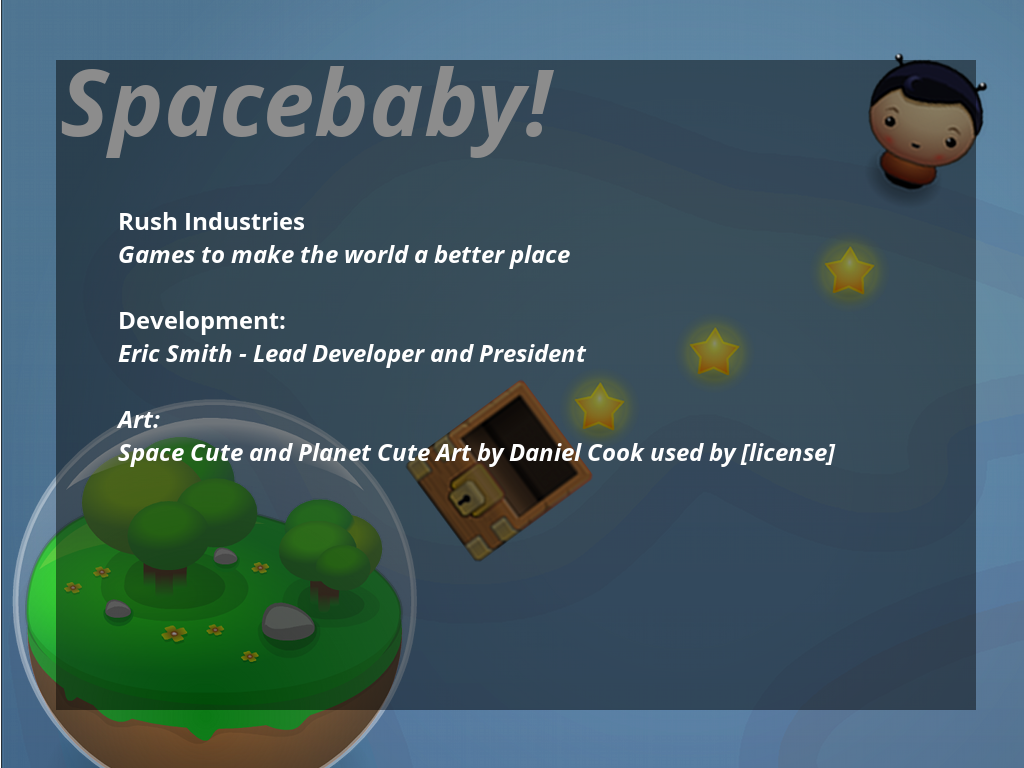 Spacebaby!
Rush Industries
Games to make the world a better place
Development:
Eric Smith - Lead Developer and President
Art:
Space Cute and Planet Cute Art by Daniel Cook used by [license]